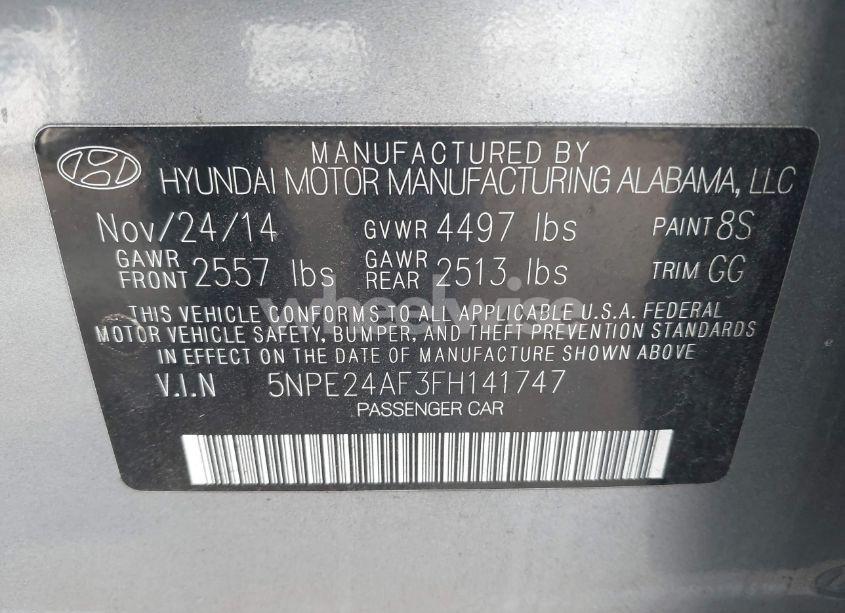 MANUFACTURED BY
HYUNDAI MOTOR MANUFACTURING ALABAMA, LLC
Nov/24/14 GVWR 4497 lbs PAINT 8S
GAWR FRONT 2557 lbs GAWR REAR 2513 lbs TRIM GG
THIS VEHICLE CONFORMS TO ALL APPLICABLE U.S.A. FEDERAL
MOTOR VEHICLE SAFETY, BUMPER, AND THEFT PREVENTION STANDARDS
IN EFFECT ON THE DATE OF MANUFACTURE SHOWN ABOVE
V.I.N 5NPE24AF3FH141747
PASSENGER CAR
wheelwise